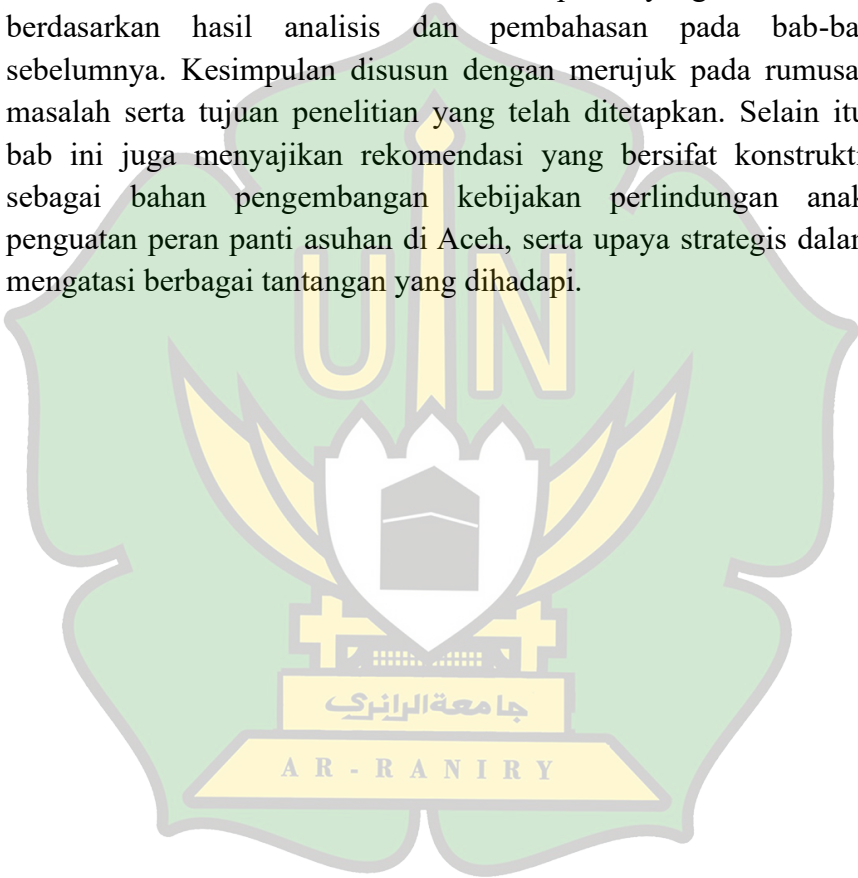 berdasarkan hasil analisis dan pembahasan pada bab-ba
sebelumnya. Kesimpulan disusun dengan merujuk pada rumusa
masalah serta tujuan penelitian yang telah ditetapkan. Selain itu
bab ini juga menyajikan rekomendasi yang bersifat konstrukti
sebagai bahan pengembangan kebijakan perlindungan anak
penguatan peran panti asuhan di Aceh, serta upaya strategis dalam
mengatasi berbagai tantangan yang dihadapi.
UIN
جامعة الرانري
AR-RANIRY